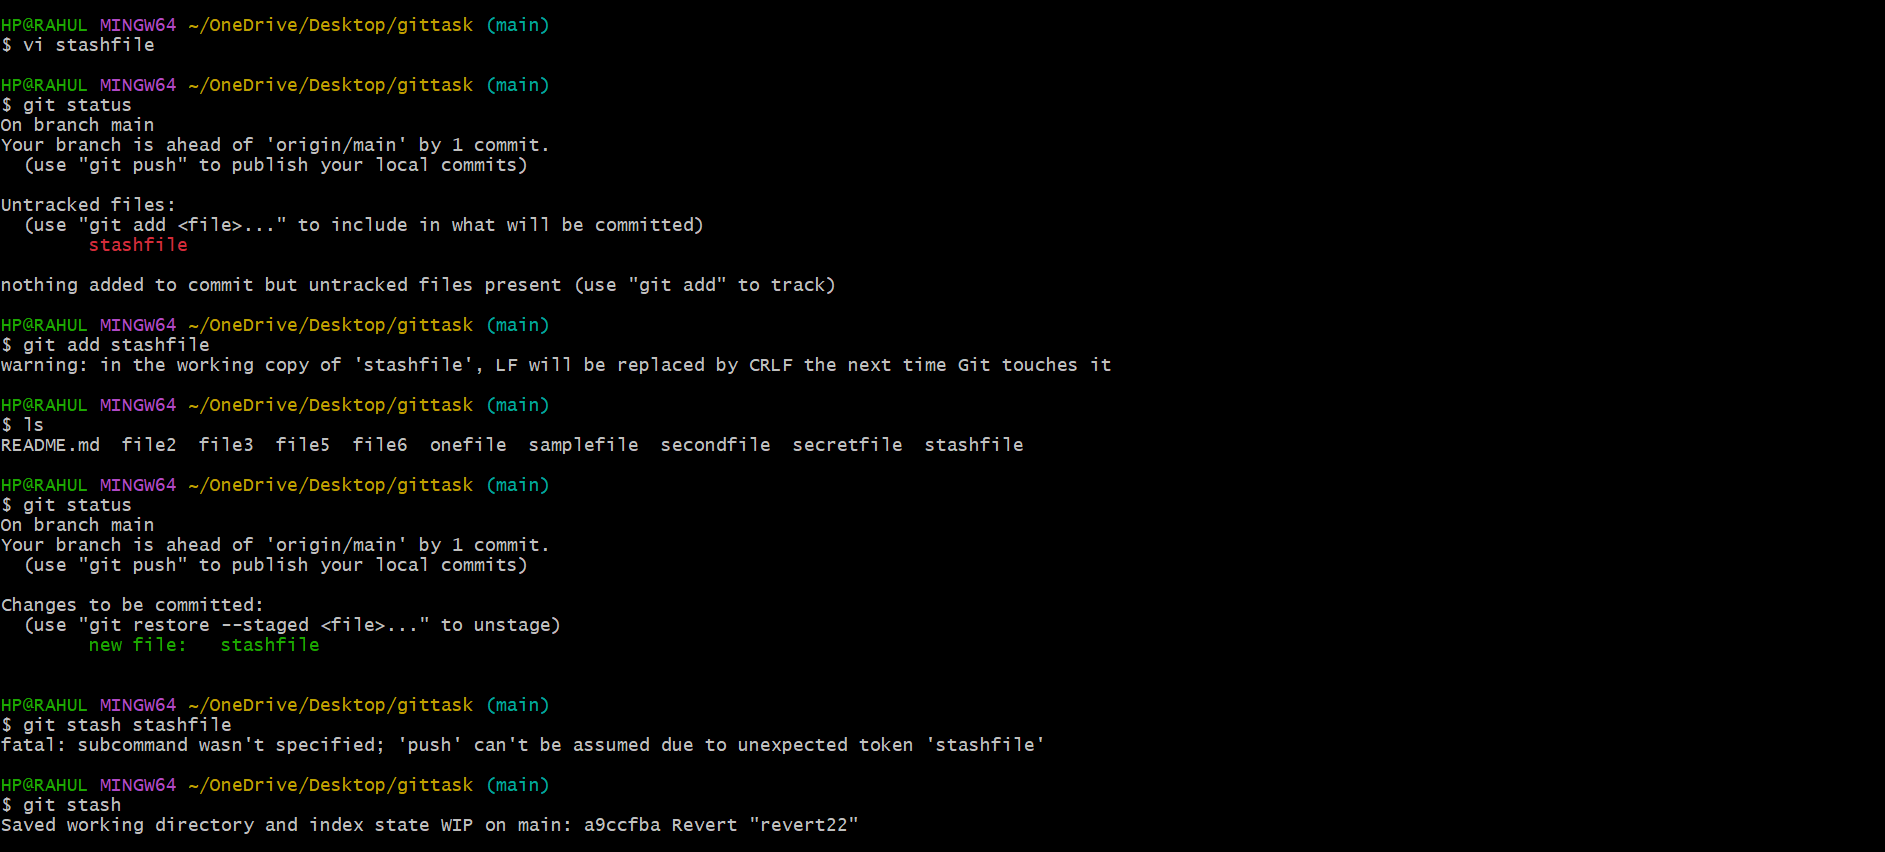 HP@RAHUL MINGW64 ~/OneDrive/Desktop/gittask (main)
$ vi stashfile
HP@RAHUL MINGW64 ~/OneDrive/Desktop/gittask (main)
$ git status
On branch main
Your branch is ahead of 'origin/main' by 1 commit.
  (use "git push" to publish your local commits)
Untracked files:
  (use "git add <file>..." to include in what will be committed)
        stashfile
nothing added to commit but untracked files present (use "git add" to track)
HP@RAHUL MINGW64 ~/OneDrive/Desktop/gittask (main)
$ git add stashfile
warning: in the working copy of 'stashfile', LF will be replaced by CRLF the next time Git touches it
HP@RAHUL MINGW64 ~/OneDrive/Desktop/gittask (main)
$ ls
README.md  file2  file3  file5  file6  onefile  samplefile  secondfile  secretfile  stashfile
HP@RAHUL MINGW64 ~/OneDrive/Desktop/gittask (main)
$ git status
On branch main
Your branch is ahead of 'origin/main' by 1 commit.
  (use "git push" to publish your local commits)
Changes to be committed:
  (use "git restore --staged <file>..." to unstage)
        new file:   stashfile
HP@RAHUL MINGW64 ~/OneDrive/Desktop/gittask (main)
$ git stash stashfile
fatal: subcommand wasn't specified; 'push' can't be assumed due to unexpected token 'stashfile'
HP@RAHUL MINGW64 ~/OneDrive/Desktop/gittask (main)
$ git stash
Saved working directory and index state WIP on main: a9ccfba Revert "revert22"